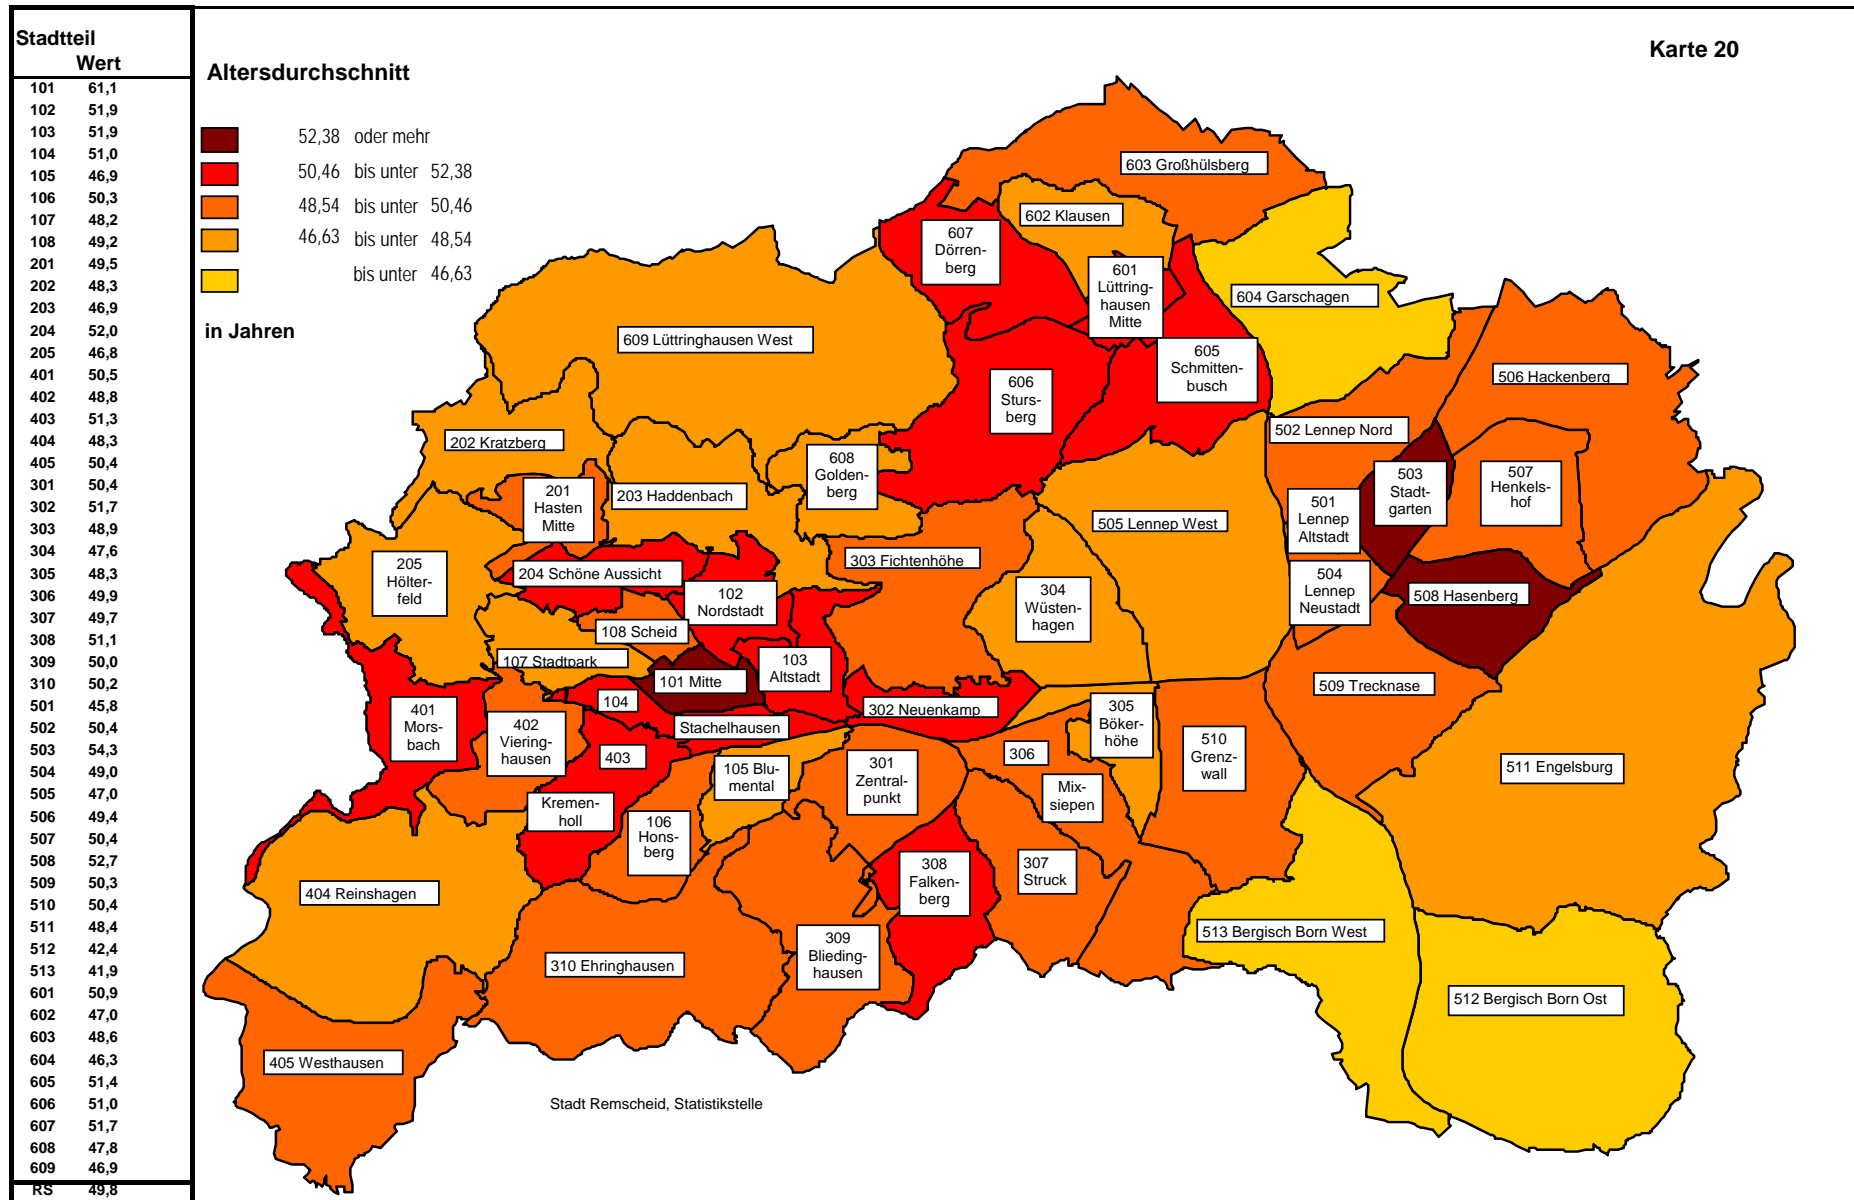 Stadtteil
Wert
101 61,1
102 51,9
103 51,9
104 51,0
105 46,9
106 50,3
107 48,2
108 49,2
201 49,5
202 48,3
203 46,9
204 52,0
205 46,8
401 50,5
402 48,8
403 51,3
404 48,3
405 50,4
301 50,4
302 51,7
303 48,9
304 47,6
305 48,3
306 49,9
307 49,7
308 51,1
309 50,0
310 50,2
501 45,8
502 50,4
503 54,3
504 49,0
505 47,0
506 49,4
507 50,4
508 52,7
509 50,3
510 50,4
511 48,4
512 42,4
513 41,9
601 50,9
602 47,0
603 48,6
604 46,3
605 51,4
606 51,0
607 51,7
608 47,8
609 46,9
RS 49,8
Karte 20
Altersdurchschnitt
52,38 oder mehr
50,46 bis unter 52,38
48,54 bis unter 50,46
46,63 bis unter 48,54
bis unter 46,63
in Jahren
603 Großhülsberg
602 Klausen
607
Dörren-
berg
601
Lüttring-
hausen
Mitte
604 Garschagen
609 Lüttringhausen West
605
Schmitten-
busch
606
Sturs-
berg
506 Hackenberg
502 Lennep Nord
202 Kratzberg
608
Golden-
berg
503
Stadt-
garten
507
Henkels-
hof
201
Hasten
Mitte
203 Haddenbach
501
Lennep
Altstadt
505 Lennep West
303 Fichtenhöhe
205
Hölter-
feld
204 Schöne Aussicht
102
Nordstadt
304
Wüsten-
hagen
504
Lennep
Neustadt
508 Hasenberg
108 Scheid
107 Stadtpark
103
Altstadt
101 Mitte
509 Trecknase
104
Stachelhausen
302 Neuenkamp
305
Böker-
höhe
401
Mors-
bach
402
Viering-
hausen
510
Grenz-
wall
403
Kremen-
holl
105 Blu-
mental
301
Zentral-
punkt
306
Mix-
siepen
511 Engelsburg
106
Hons-
berg
308
Falken-
berg
307
Struck
404 Reinshagen
513 Bergisch Born West
309
Blieding-
hausen
310 Ehringhausen
512 Bergisch Born Ost
405 Westhausen
Stadt Remscheid, Statistikstelle